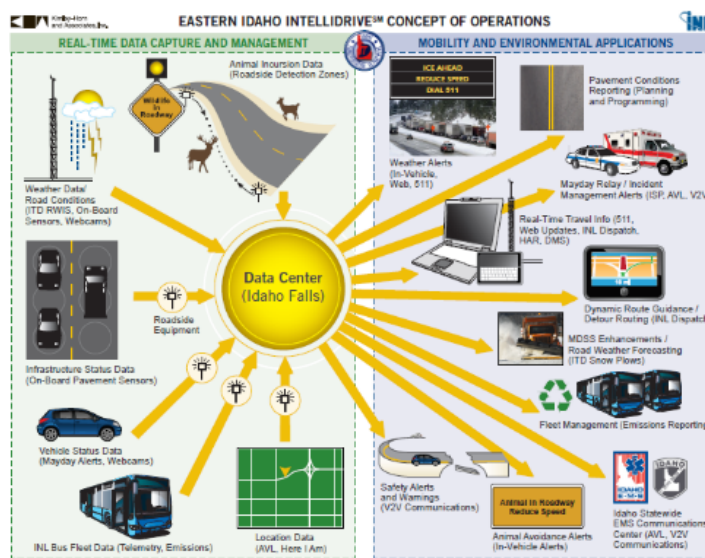 Kimley-Horn
and Associates, Inc.
EASTERN IDAHO INTELLIDRIVE℠ CONCEPT OF OPERATIONS
INL
REAL-TIME DATA CAPTURE AND MANAGEMENT
MOBILITY AND ENVIRONMENTAL APPLICATIONS
Animal Incursion Data
(Roadside Detection Zones)
Wildlife
In
Roadway
Weather Data/
Road Conditions
(ITD RWIS, On-Board
Sensors, Webcams)
Roadside
Equipment
Infrastructure Status Data
(On-Board Pavement Sensors)
Vehicle Status Data
(Mayday Alerts, Webcams)
INL Bus Fleet Data (Telemetry, Emissions)
Location Data
(AVL, Here I Am)
Data Center
(Idaho Falls)
ICE AHEAD
REDUCE SPEED
DIAL 511
Weather Alerts
(In-Vehicle,
Web, 511)
Pavement Conditions
Reporting (Planning
and Programming)
Mayday Relay / Incident
Management Alerts (ISP, AVL, V2V)
Real-Time Travel Info (511,
Web Updates, INL Dispatch,
HAR, DMS)
Dynamic Route Guidance /
Detour Routing (INL Dispatch)
MDSS Enhancements /
Road Weather Forecasting
(ITD Snow Plows)
Fleet Management (Emissions Reporting)
Safety Alerts
and Warnings
(V2V Communications)
Animal In Roadway
Reduce Speed
Animal Avoidance Alerts
(In-Vehicle Alerts)
IDAHO
EMS
IDAHO
Idaho Statewide
EMS Communications
Center (AVL, V2V
Communications)